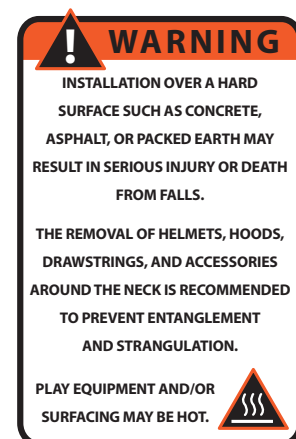 ! WARNING
INSTALLATION OVER A HARD
SURFACE SUCH AS CONCRETE,
ASPHALT, OR PACKED EARTH MAY
RESULT IN SERIOUS INJURY OR DEATH
FROM FALLS.
THE REMOVAL OF HELMETS, HOODS,
DRAWSTRINGS, AND ACCESSORIES
AROUND THE NECK IS RECOMMENDED
TO PREVENT ENTANGLEMENT
AND STRANGULATION.
PLAY EQUIPMENT AND/OR
SURFACING MAY BE HOT.